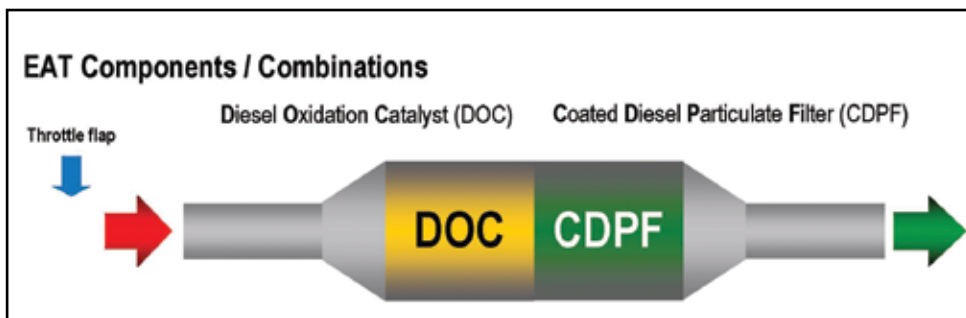 EAT Components / Combinations
Diesel Oxidation Catalyst (DOC)
Coated Diesel Particulate Filter (CDPF)
Throttle flap
DOC
CDPF